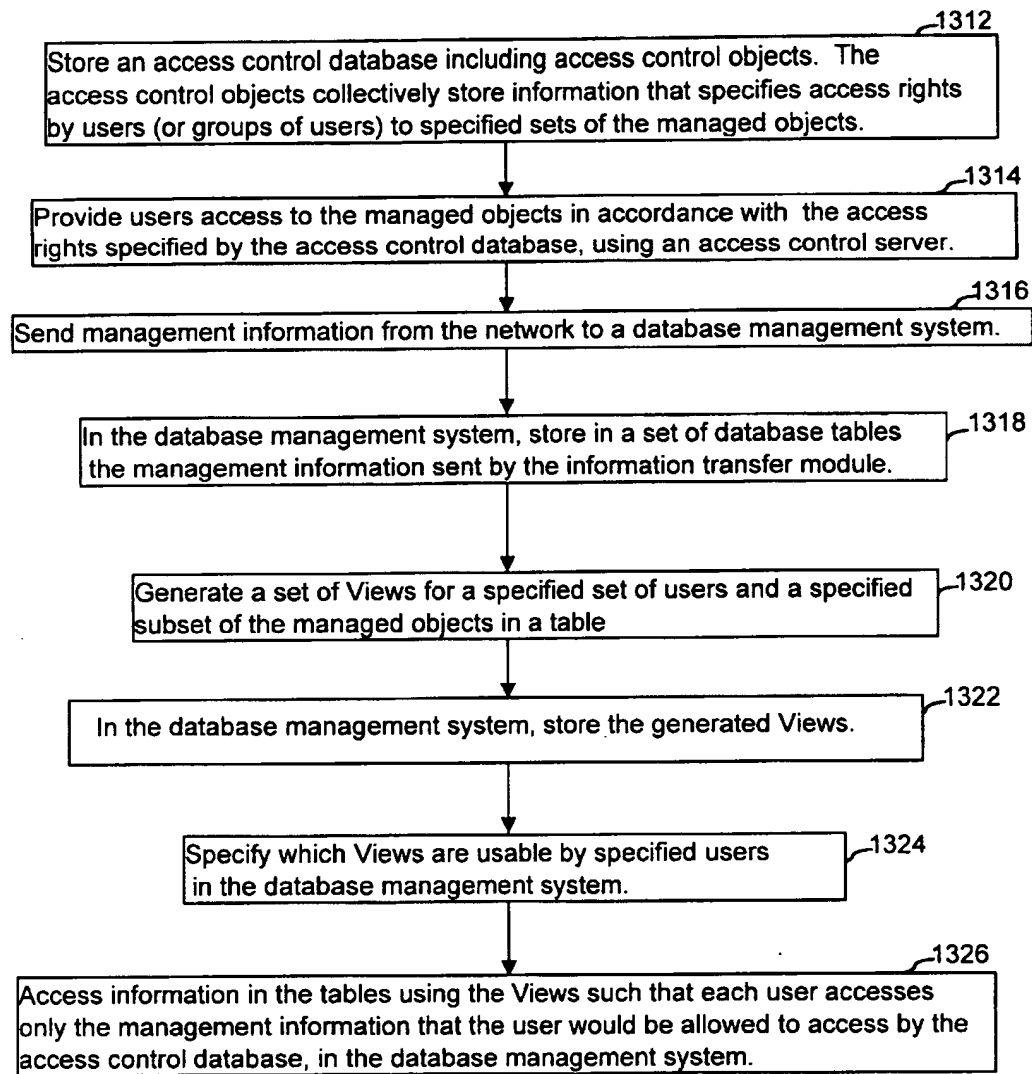 1312
Store an access control database including access control objects. The
access control objects collectively store information that specifies access rights
by users (or groups of users) to specified sets of the managed objects.
1314
Provide users access to the managed objects in accordance with the access
rights specified by the access control database, using an access control server.
1316
Send management information from the network to a database management system.
1318
In the database management system, store in a set of database tables
the management information sent by the information transfer module.
1320
Generate a set of Views for a specified set of users and a specified
subset of the managed objects in a table
1322
In the database management system, store the generated Views.
1324
Specify which Views are usable by specified users
in the database management system.
1326
Access information in the tables using the Views such that each user accesses
only the management information that the user would be allowed to access by the
access control database, in the database management system.